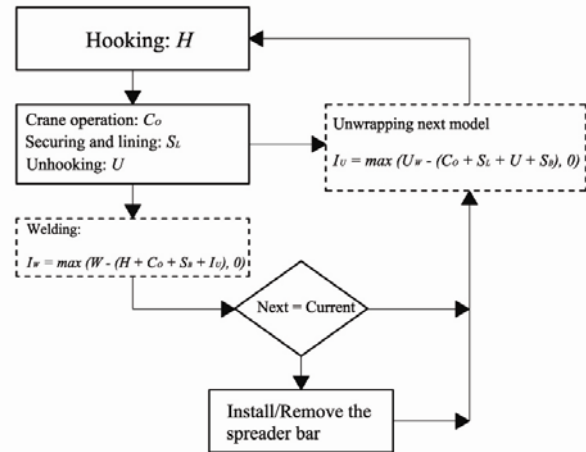 Hooking: H
Crane operation: Co
Securing and lining: SL
Unhooking: U
Unwrapping next model
IU = max (UW - (Co + SL + U + SB), 0)
Welding:
IW = max (W - (H + Co + SB + IU), 0)
Next = Current
Install/Remove the
spreader bar